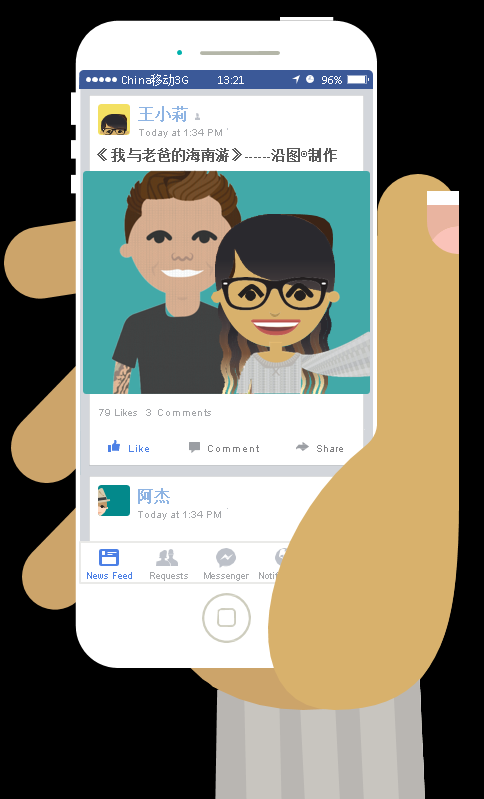 China移动3G 13:21 96%
王小莉
Today at 1:34 PM
《我与老爸的海南游》------沿图®制作
79 Likes 3 Comments
Like Comment Share
阿杰
Today at 1:34 PM
News Feed Requests Messenger